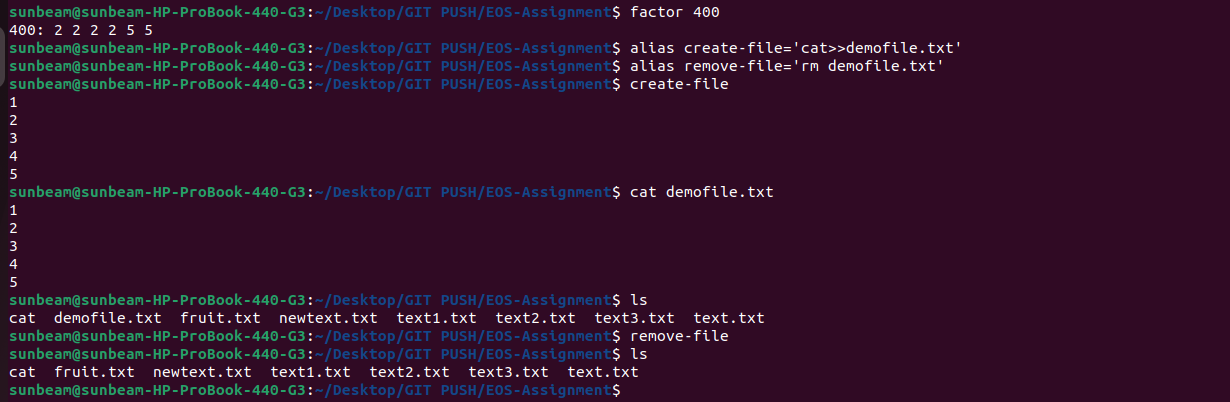 sunbeam@sunbeam-HP-ProBook-440-G3:~/Desktop/GIT PUSH/EOS-Assignment$ factor 400
400: 2 2 2 2 5 5
sunbeam@sunbeam-HP-ProBook-440-G3:~/Desktop/GIT PUSH/EOS-Assignment$ alias create-file='cat>>demofile.txt'
sunbeam@sunbeam-HP-ProBook-440-G3:~/Desktop/GIT PUSH/EOS-Assignment$ alias remove-file='rm demofile.txt'
sunbeam@sunbeam-HP-ProBook-440-G3:~/Desktop/GIT PUSH/EOS-Assignment$ create-file
1
2
3
4
5
sunbeam@sunbeam-HP-ProBook-440-G3:~/Desktop/GIT PUSH/EOS-Assignment$ cat demofile.txt
1
2
3
4
5
sunbeam@sunbeam-HP-ProBook-440-G3:~/Desktop/GIT PUSH/EOS-Assignment$ ls
cat  demofile.txt  fruit.txt  newtext.txt  text1.txt  text2.txt  text3.txt  text.txt
sunbeam@sunbeam-HP-ProBook-440-G3:~/Desktop/GIT PUSH/EOS-Assignment$ remove-file
sunbeam@sunbeam-HP-ProBook-440-G3:~/Desktop/GIT PUSH/EOS-Assignment$ ls
cat  fruit.txt  newtext.txt  text1.txt  text2.txt  text3.txt  text.txt
sunbeam@sunbeam-HP-ProBook-440-G3:~/Desktop/GIT PUSH/EOS-Assignment$